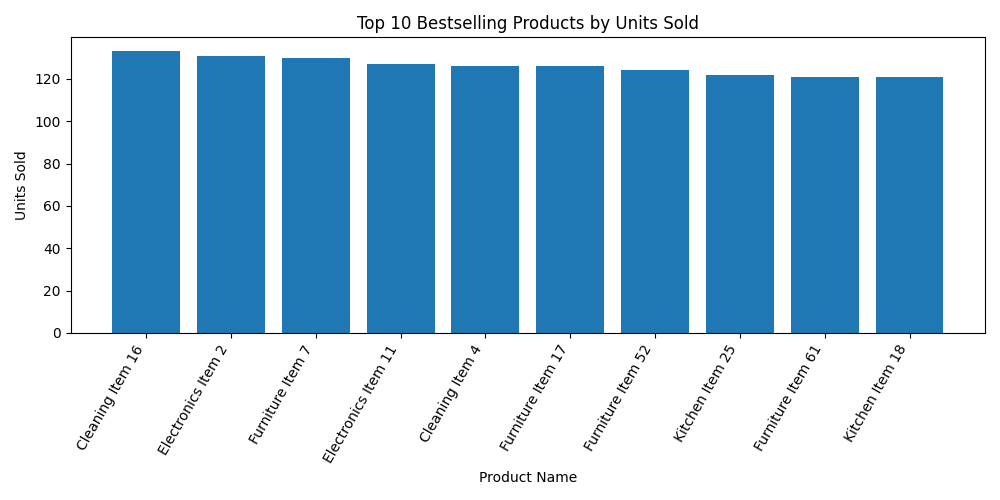 Top 10 Bestselling Products by Units Sold
Units Sold
120
100
80
60
40
20
0
Cleaning Item 16
Electronics Item 2
Furniture Item 7
Electronics Item 11
Cleaning Item 4
Furniture Item 17
Furniture Item 52
Kitchen Item 25
Furniture Item 61
Kitchen Item 18
Product Name